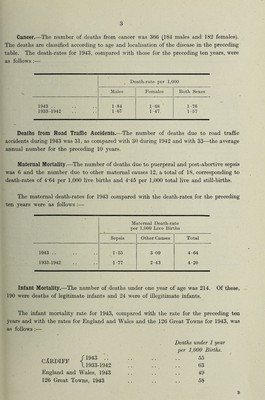 3
Cancer.—The number of deaths from cancer was 366 (184 males and 182 females).
The deaths are classified according to age and localisation of the disease in the preceding
table. The death-rates for 1943, compared with those for the preceding ten years, were
as follows :—
Death-rate per 1,000
Males Females Both Sexes
1943 .. .. .. 1·84 1·68 1·76
1933-1942 .. .. 1·67 1·47 1·57
Deaths from Road Traffic Accidents.—The number of deaths due to road traffic
accidents during 1943 was 31, as compared with 30 during 1942 and with 33—the average
annual number for the preceding 10 years.
Maternal Mortality.—The number of deaths due to puerperal and post-abortive sepsis
was 6 and the number due to other maternal causes 12, a total of 18, corresponding to
death-rates of 4·64 per 1,000 live births and 4·45 per 1,000 total live and still-births.
The maternal death-rates for 1943 compared with the death-rates for the preceding
ten years were as follows :—
Maternal Death-rate
per 1,000 Live Births
Sepsis Other Causes Total
1943 .. .. .. 1·55 3·09 4·64
1933-1942 .. .. 1·77 2·43 4·20
Infant Mortality.—The number of deaths under one year of age was 214. Of these,
190 were deaths of legitimate infants and 24 were of illegitimate infants.
The infant mortality rate for 1943, compared with the rate for the preceding ten
years and with the rates for England and Wales and the 126 Great Towns for 1943, was
as follows :—
Deaths under 1 year
per 1,000 Births.
CARDIFF { 1943 .. .. .. .. 55
1933-1942 .. .. .. 63
England and Wales, 1943 .. .. .. 49
126 Great Towns, 1943 .. .. .. 58